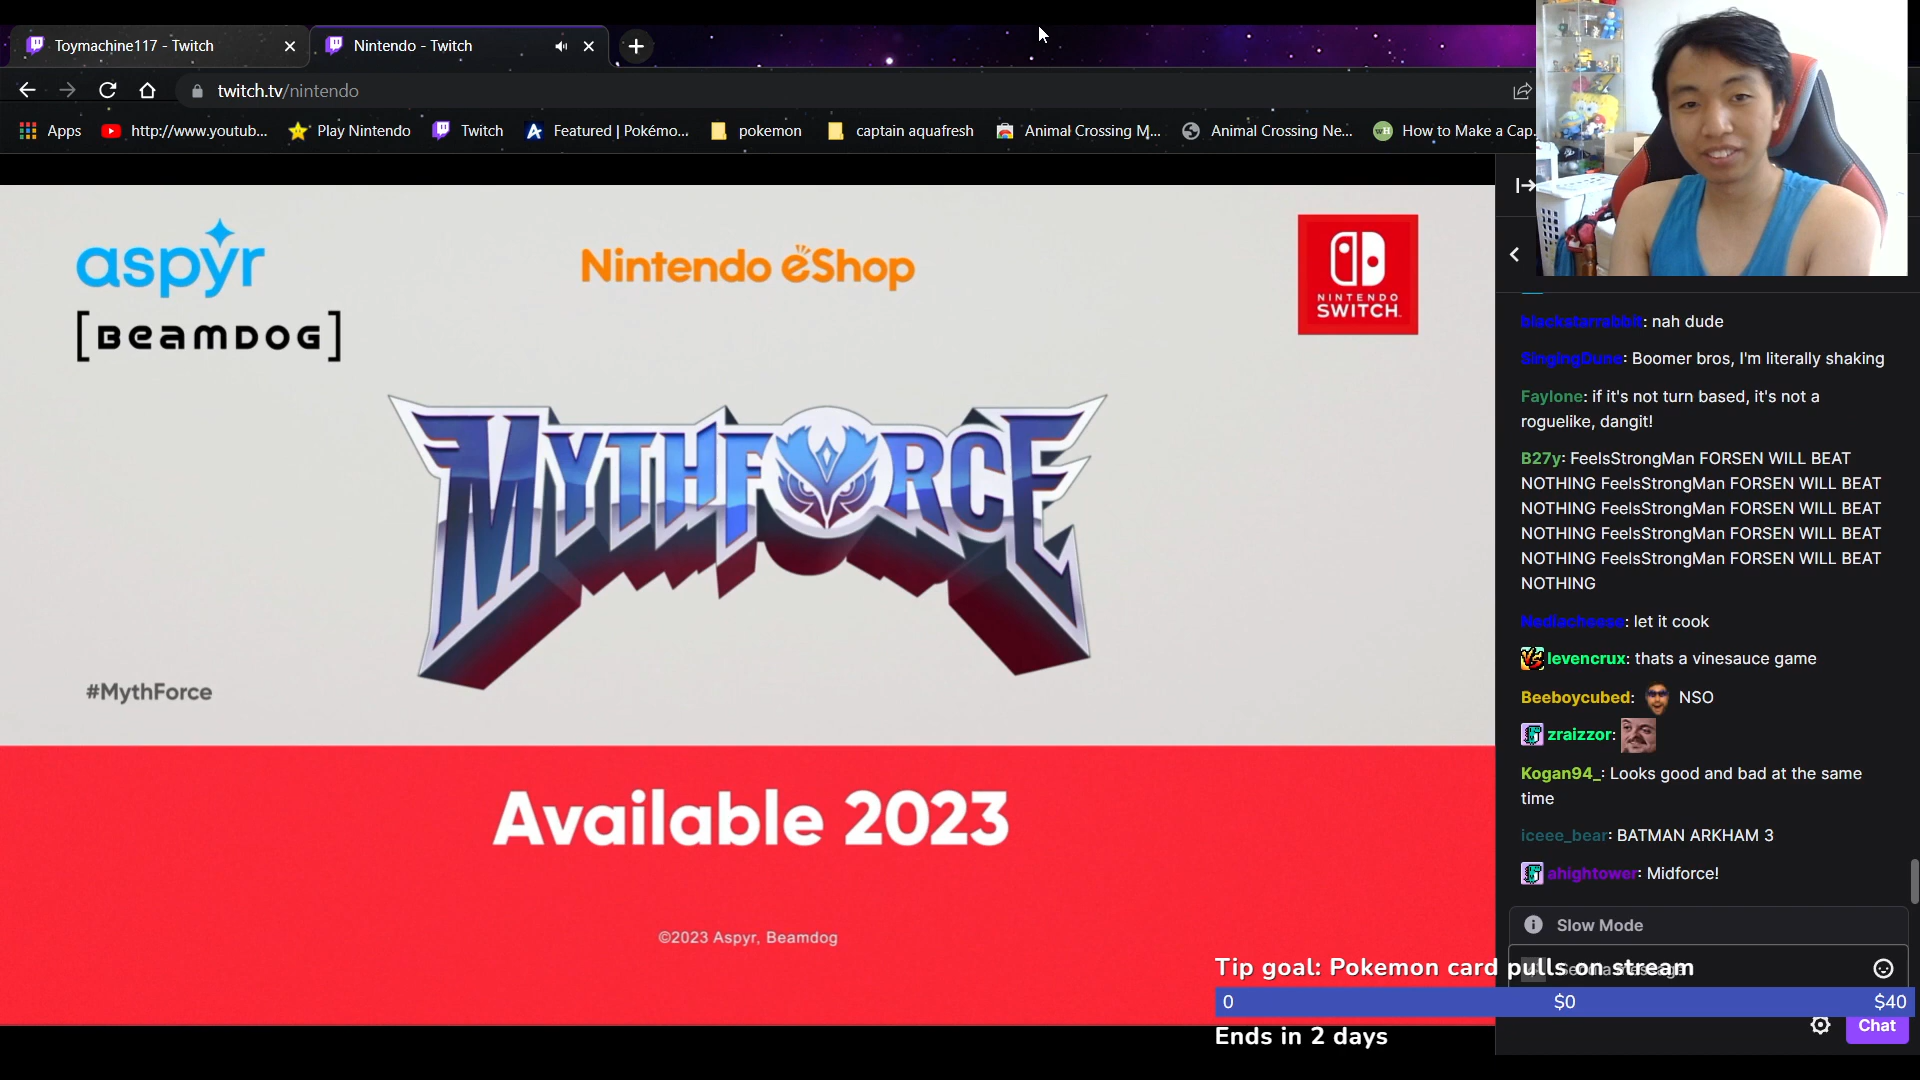 Toymachine117 - Twitch
Nintendo - Twitch
twitch.tv/nintendo
Apps
http://www.youtub...
Play Nintendo
Twitch
Featured | Pokémo...
pokemon
captain aquafresh
Animal Crossing M...
Animal Crossing Ne...
How to Make a Cap...
aspyr
[BEAMDOG]
Nintendo eShop
NINTENDO
SWITCH
MYTHFORCE
#MythForce
Available 2023
©2023 Aspyr, Beamdog
blackstarrabbit: nah dude
SingingDune: Boomer bros, I'm literally shaking
Faylone: if it's not turn based, it's not a
roguelike, dangit!
B27y: FeelsStrongMan FORSEN WILL BEAT
NOTHING FeelsStrongMan FORSEN WILL BEAT
NOTHING FeelsStrongMan FORSEN WILL BEAT
NOTHING FeelsStrongMan FORSEN WILL BEAT
NOTHING FeelsStrongMan FORSEN WILL BEAT
NOTHING
Nediacheese: let it cook
levencrux: thats a vinesauce game
Beeboycubed: NSO
zraizzor:
Kogan94_: Looks good and bad at the same
time
iceee_bear: BATMAN ARKHAM 3
ahightower: Midforce!
Slow Mode
Send a message
Tip goal: Pokemon card pulls on stream
0 $0 $40
Ends in 2 days
Chat